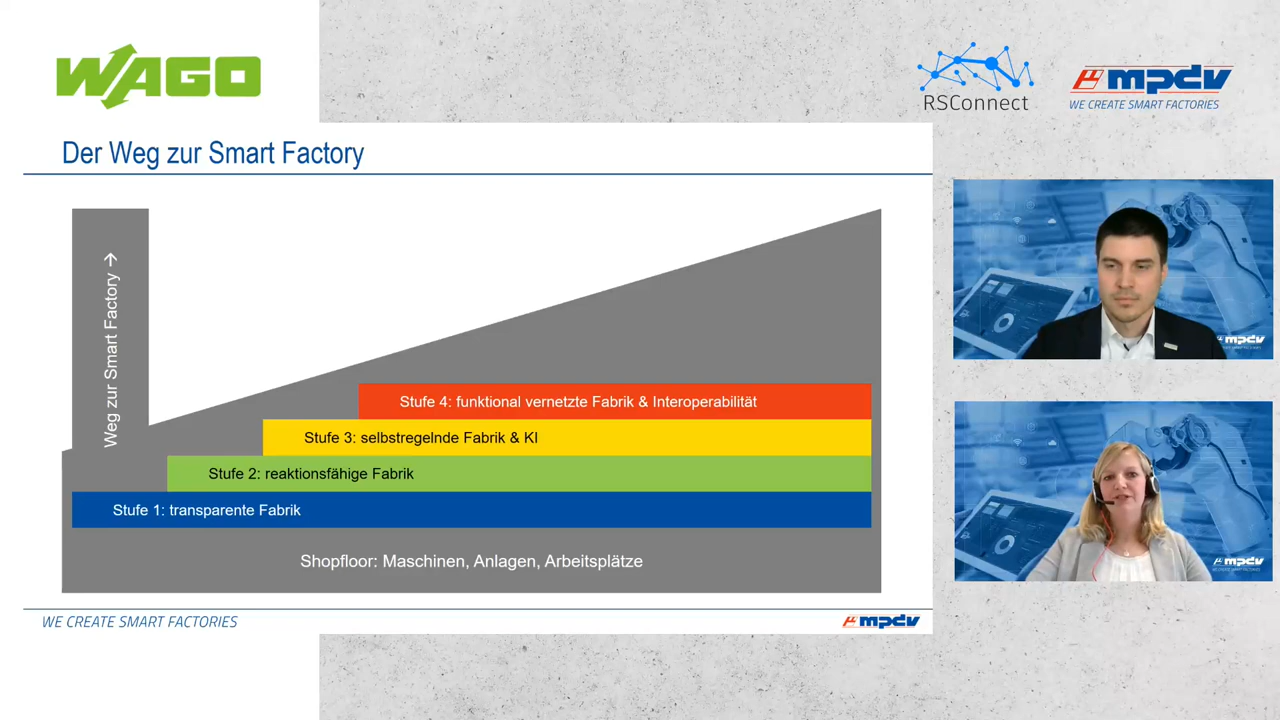 WAGO
RSConnect
mpdv
WE CREATE SMART FACTORIES
Der Weg zur Smart Factory
Weg zur Smart Factory →
Stufe 4: funktional vernetzte Fabrik & Interoperabilität
Stufe 3: selbstregelnde Fabrik & KI
Stufe 2: reaktionsfähige Fabrik
Stufe 1: transparente Fabrik
Shopfloor: Maschinen, Anlagen, Arbeitsplätze
WE CREATE SMART FACTORIES
mpdv
mpdv
mpdv